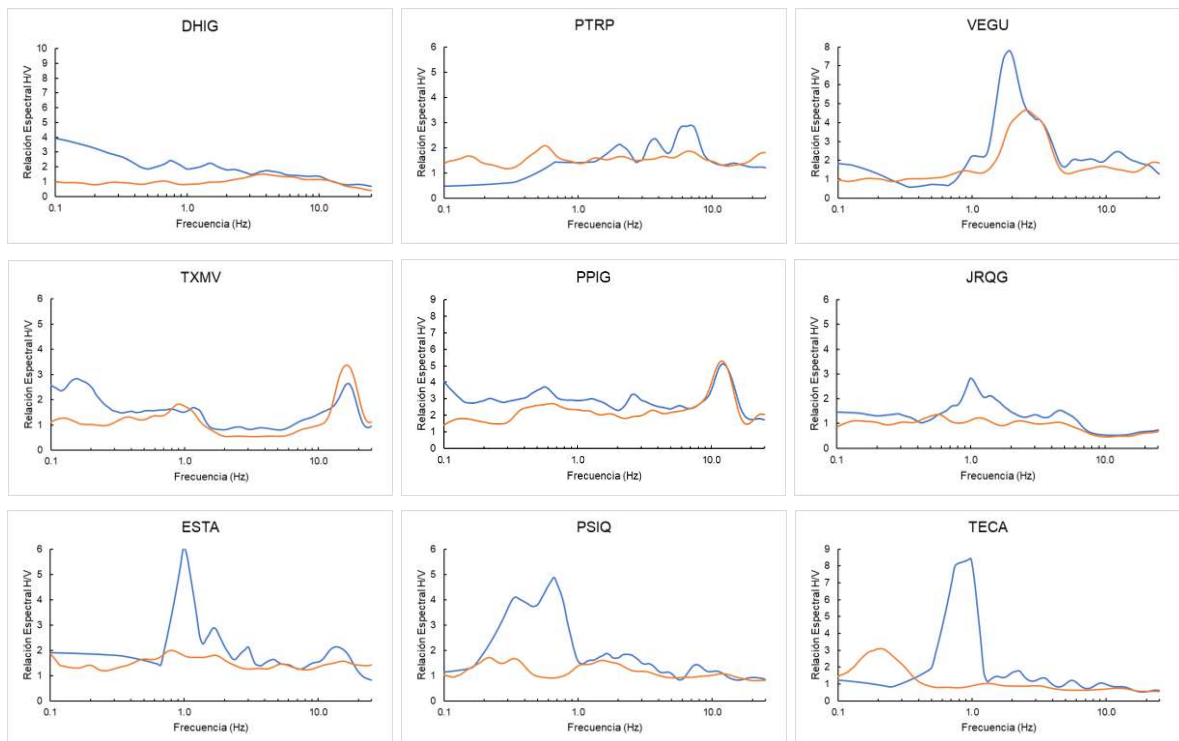 DHIG
10
9
8
7
6
5
4
3
2
1
0
Relación Espectral H/V
0.1 1.0 10.0
Frecuencia (Hz)
PTRP
6
5
4
3
2
1
0
Relación Espectral H/V
0.1 1.0 10.0
Frecuencia (Hz)
VEGU
8
7
6
5
4
3
2
1
0
Relación Espectral H/V
0.1 1.0 10.0
Frecuencia (Hz)
TXMV
6
5
4
3
2
1
0
Relación Espectral H/V
0.1 1.0 10.0
Frecuencia (Hz)
PPIG
9
8
7
6
5
4
3
2
1
0
Relación Espectral H/V
0.1 1.0 10.0
Frecuencia (Hz)
JRQG
6
5
4
3
2
1
0
Relación Espectral H/V
0.1 1.0 10.0
Frecuencia (Hz)
ESTA
6
5
4
3
2
1
0
Relación Espectral H/V
0.1 1.0 10.0
Frecuencia (Hz)
PSIQ
6
5
4
3
2
1
0
Relación Espectral H/V
0.1 1.0 10.0
Frecuencia (Hz)
TECA
9
8
7
6
5
4
3
2
1
0
Relación Espectral H/V
0.1 1.0 10.0
Frecuencia (Hz)